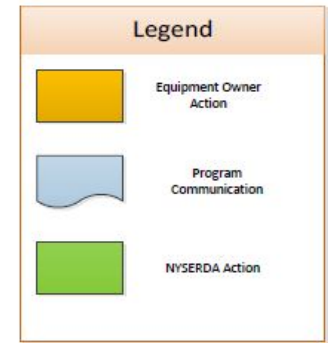 Legend
Equipment Owner
Action
Program
Communication
NYSERDA Action